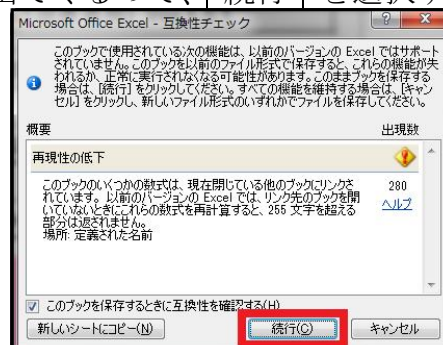 Microsoft Office Excel - 互換性チェック
このブックで使用されている次の機能は、以前のバージョンの Excel ではサポート
されていません。このブックを以前のファイル形式で保存すると、これらの機能が失
われるか、正常に実行されなくなる可能性があります。このままブックを保存する
場合は、[続行] をクリックしてください。すべての機能を維持する場合は、[キャン
セル] をクリックし、新しいファイル形式のいずれかでファイルを保存してください。
概要 出現数
再現性の低下
このブックのいくつかの数式は、現在閉じている他のブックにリンクさ 280
れています。以前のバージョンの Excel では、リンク先のブックを開 ヘルプ
いていないときにこれらの数式を再計算すると、255 文字を超える
部分は返されません。
場所: 定義された名前
このブックを保存するときに互換性を確認する(H)
新しいシートにコピー(N) 続行(C) キャンセル